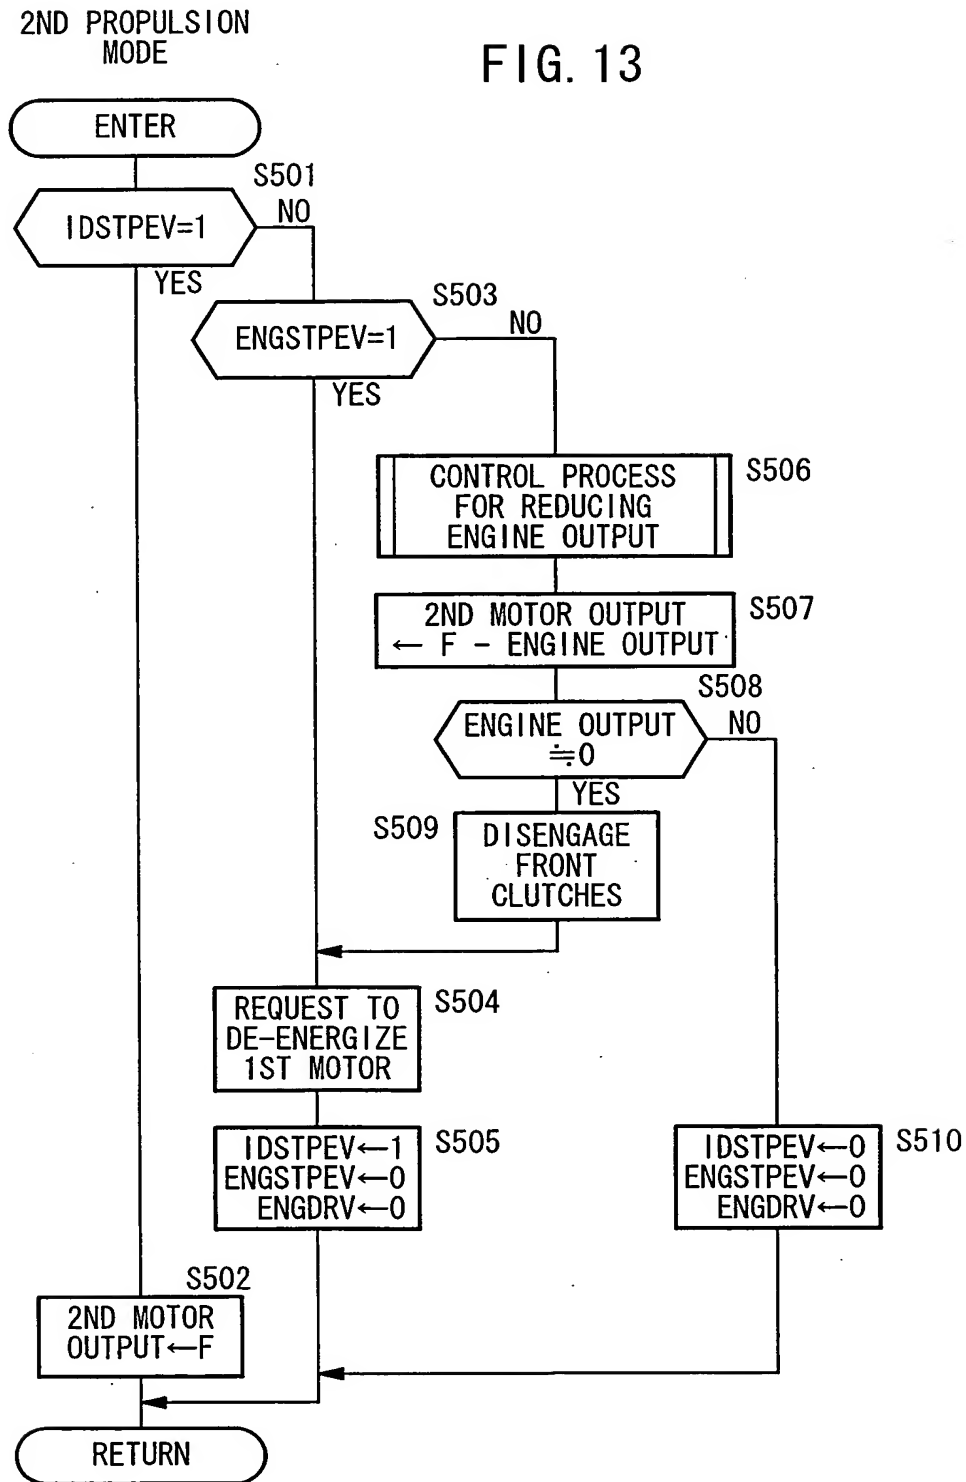 2ND PROPULSION
MODE
FIG. 13
ENTER
S501
IDSTPEV=1
NO
YES
S503
ENGSTPEV=1
NO
YES
CONTROL PROCESS
FOR REDUCING
ENGINE OUTPUT
S506
2ND MOTOR OUTPUT
← F - ENGINE OUTPUT
S507
S508
ENGINE OUTPUT
≒0
NO
YES
S509
DISENGAGE
FRONT
CLUTCHES
REQUEST TO
DE-ENERGIZE
1ST MOTOR
S504
IDSTPEV←1
ENGSTPEV←0
ENGDRV←0
S505
IDSTPEV←0
ENGSTPEV←0
ENGDRV←0
S510
S502
2ND MOTOR
OUTPUT←F
RETURN